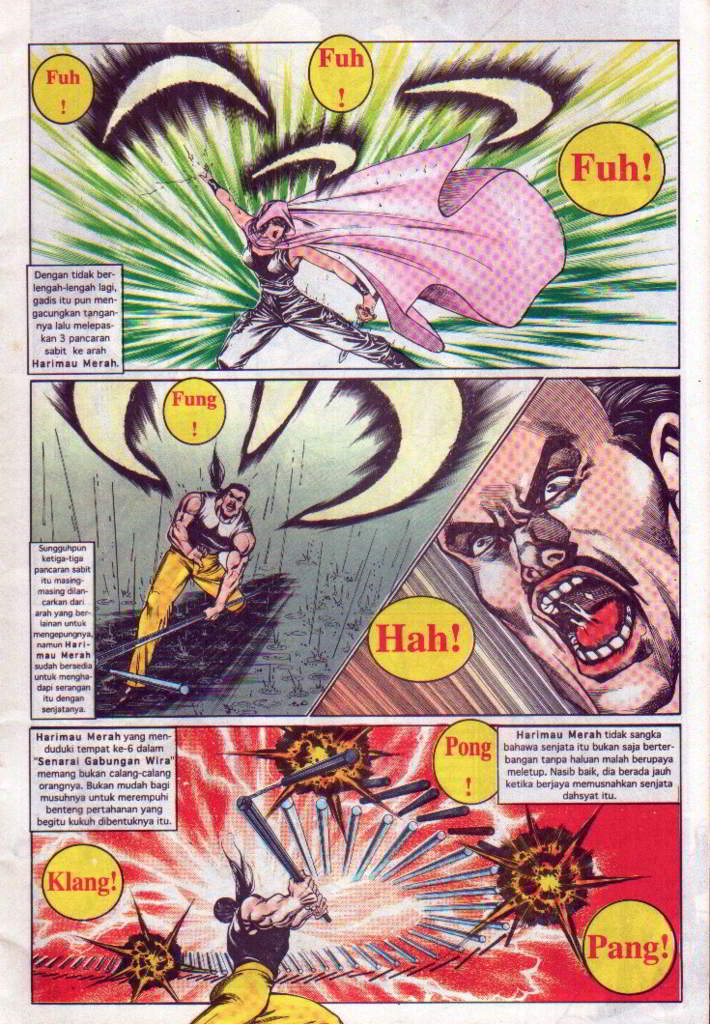 Fuh
!
Fuh
!
Fuh!
Dengan tidak ber-
lengah-lengah lagi,
gadis itu pun men-
gacungkan tangan-
nya lalu melepas-
kan 3 pancaran
sabit ke arah
Harimau Merah.
Fung
!
Sungguhpun
ketiga-tiga
pancaran sabit
itu masing-
masing dilan-
carkan dari
arah yang ber-
lainan untuk
mengepungnya,
namun Hari-
mau Merah
sudah bersedia
untuk mengha-
dapi serangan
itu dengan
senjatanya.
Hah!
Harimau Merah yang men-
duduki tempat ke-6 dalam
"Senarai Gabungan Wira"
memang bukan calang-calang
orangnya. Bukan mudah bagi
musuhnya untuk merempuhi
benteng pertahanan yang
begitu kukuh dibentuknya itu.
Pong
!
Harimau Merah tidak sangka
bahawa senjata itu bukan saja berter-
bangan tanpa haluan malah berupaya
meletup. Nasib baik, dia berada jauh
ketika berjaya memusnahkan senjata
dahsyat itu.
Klang!
Pang!